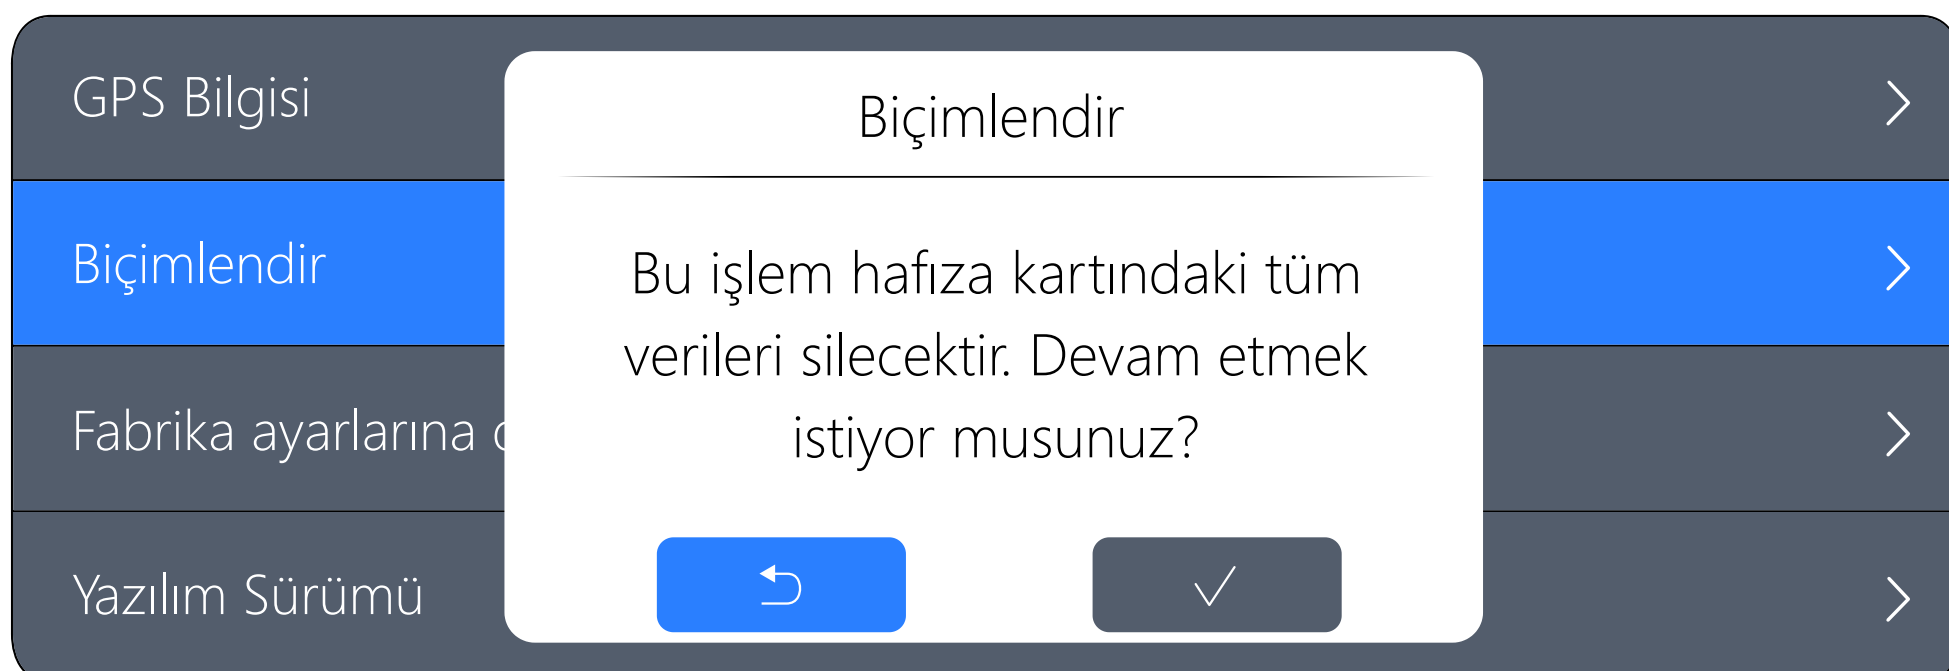 GPS Bilgisi
Biçimlendir
Fabrika ayarlarına
Yazılım Sürümü
Biçimlendir
Bu işlem hafıza kartındaki tüm
verileri silecektir. Devam etmek
istiyor musunuz?